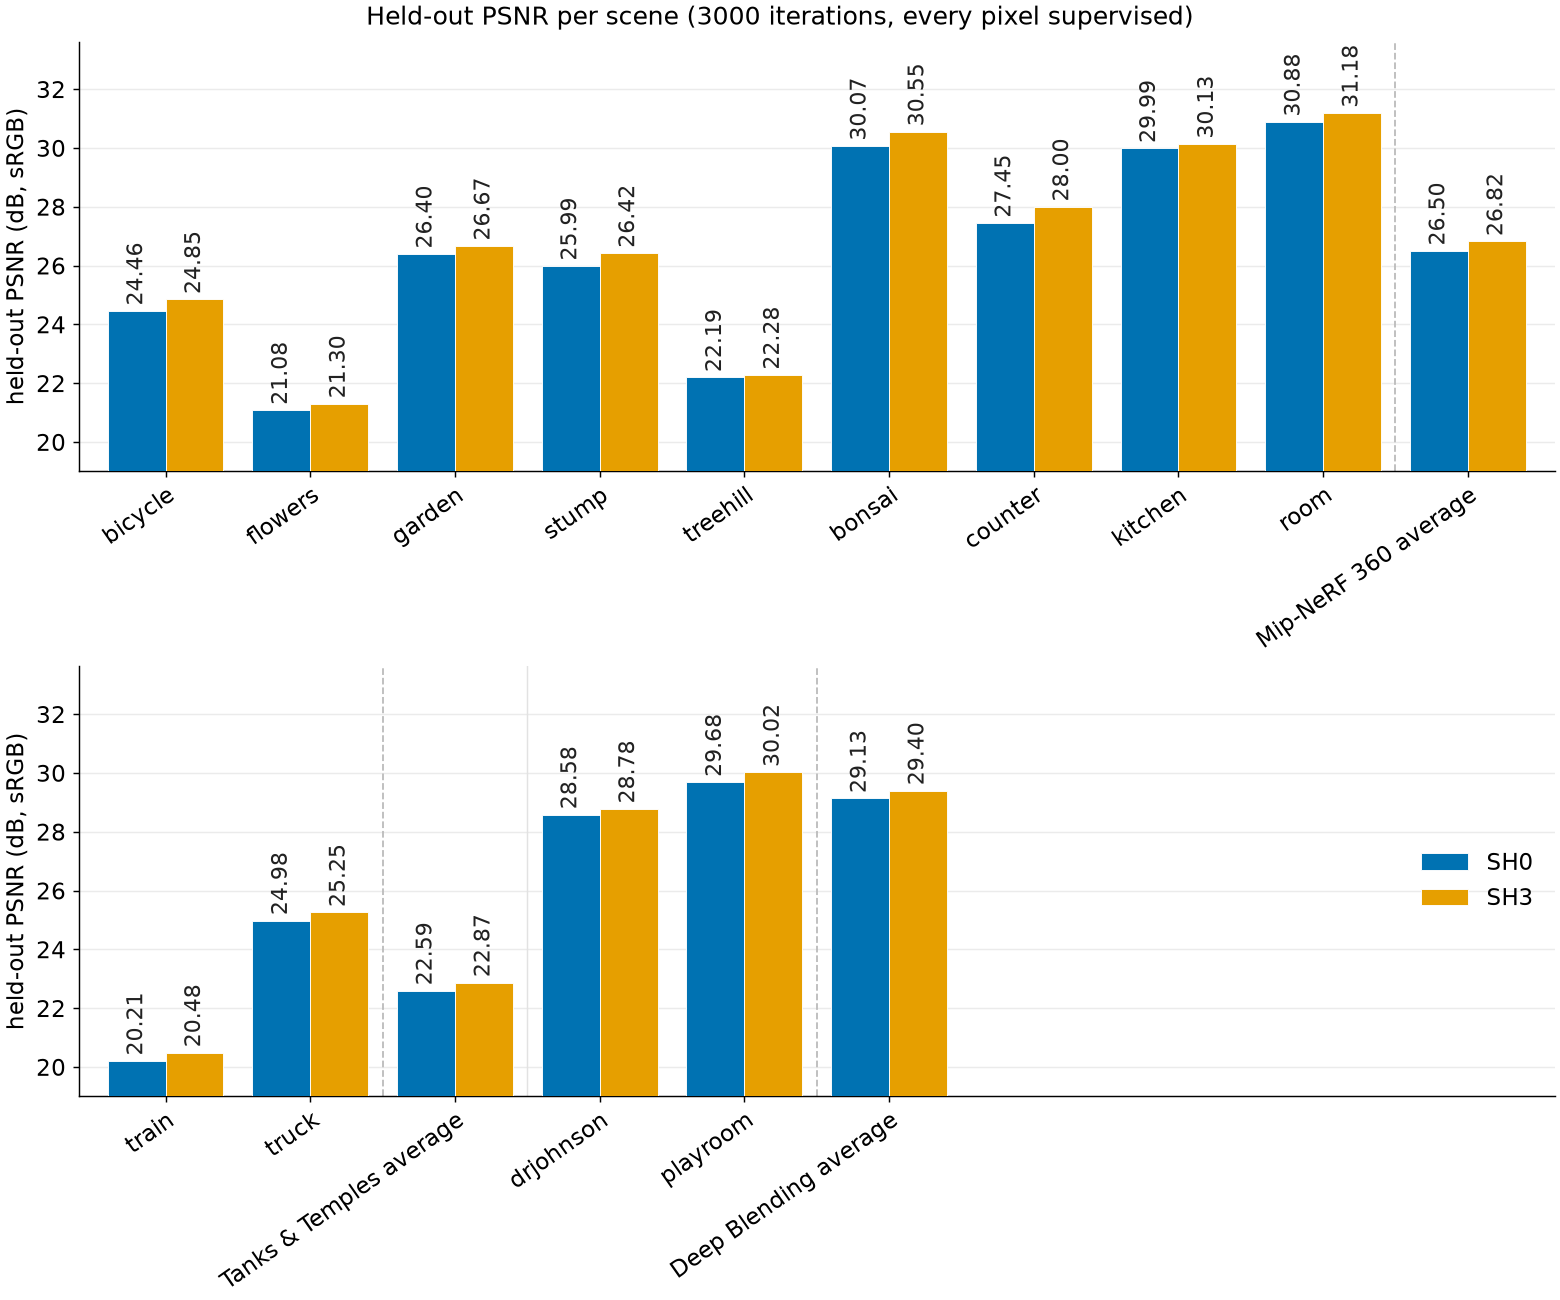 Held-out PSNR per scene (3000 iterations, every pixel supervised)
held-out PSNR (dB, sRGB)
32
30
28
26
24
22
20
24.46
24.85
21.08
21.30
26.40
26.67
25.99
26.42
22.19
22.28
30.07
30.55
27.45
28.00
29.99
30.13
30.88
31.18
26.50
26.82
bicycle
flowers
garden
stump
treehill
bonsai
counter
kitchen
room
Mip-NeRF 360 average
held-out PSNR (dB, sRGB)
32
30
28
26
24
22
20
20.21
20.48
24.98
25.25
22.59
22.87
28.58
28.78
29.68
30.02
29.13
29.40
SH0
SH3
train
truck
Tanks & Temples average
drjohnson
playroom
Deep Blending average